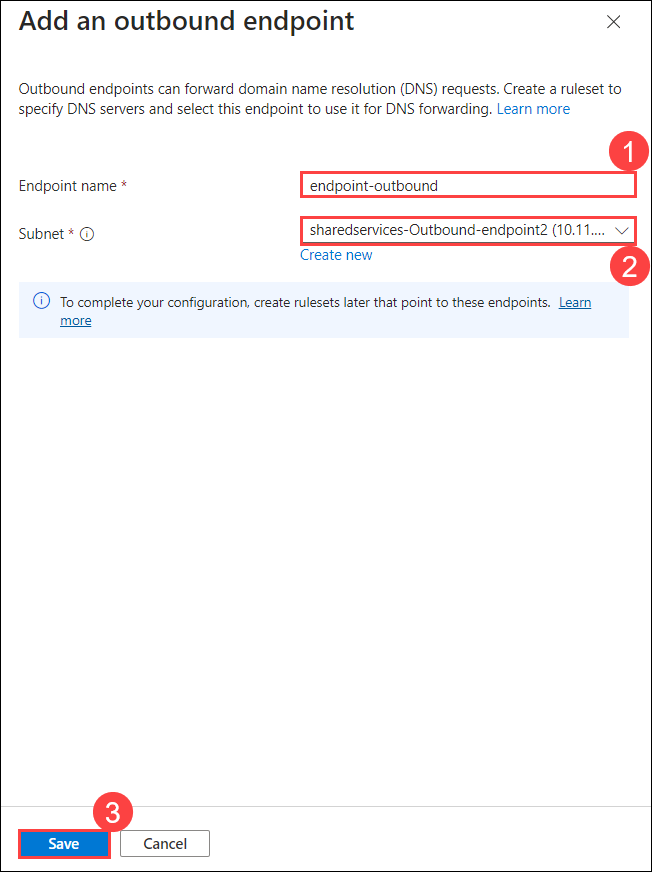 Add an outbound endpoint
Outbound endpoints can forward domain name resolution (DNS) requests. Create a ruleset to
specify DNS servers and select this endpoint to use it for DNS forwarding. Learn more
1
Endpoint name *
endpoint-outbound
Subnet *
sharedservices-Outbound-endpoint2 (10.11....
Create new
2
To complete your configuration, create rulesets later that point to these endpoints. Learn
more
3
Save
Cancel